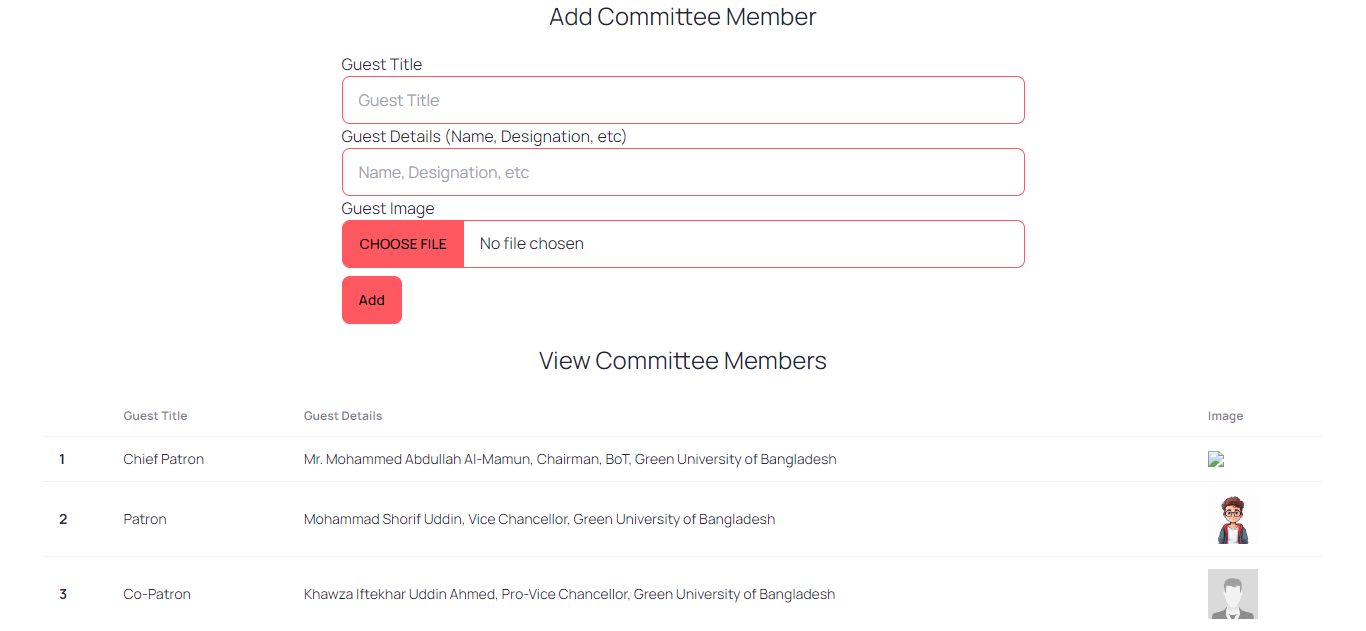 Add Committee Member
Guest Title
Guest Title
Guest Details (Name, Designation, etc)
Name, Designation, etc
Guest Image
CHOOSE FILE No file chosen
Add
View Committee Members
Guest Title Guest Details Image
1 Chief Patron Mr. Mohammed Abdullah Al-Mamun, Chairman, BoT, Green University of Bangladesh
2 Patron Mohammad Shorif Uddin, Vice Chancellor, Green University of Bangladesh
3 Co-Patron Khawza Iftekhar Uddin Ahmed, Pro-Vice Chancellor, Green University of Bangladesh